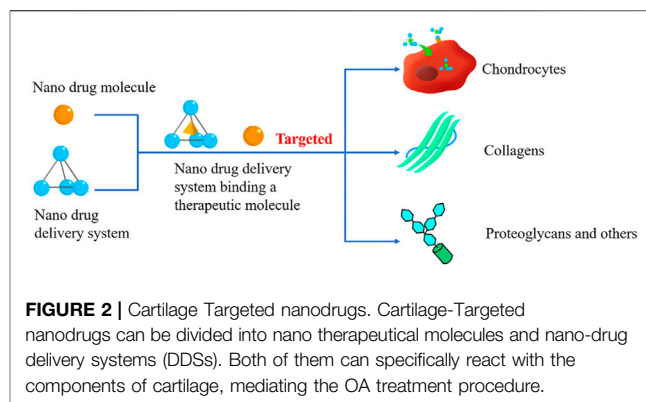 Nano drug molecule
Nano drug
delivery system
Targeted
Nano drug delivery
system binding a
therapeutic molecule
Chondrocytes
Collagens
Proteoglycans and others
FIGURE 2 | Cartilage Targeted nanodrugs. Cartilage-Targeted
nanodrugs can be divided into nano therapeutical molecules and nano-drug
delivery systems (DDSs). Both of them can specifically react with the
components of cartilage, mediating the OA treatment procedure.